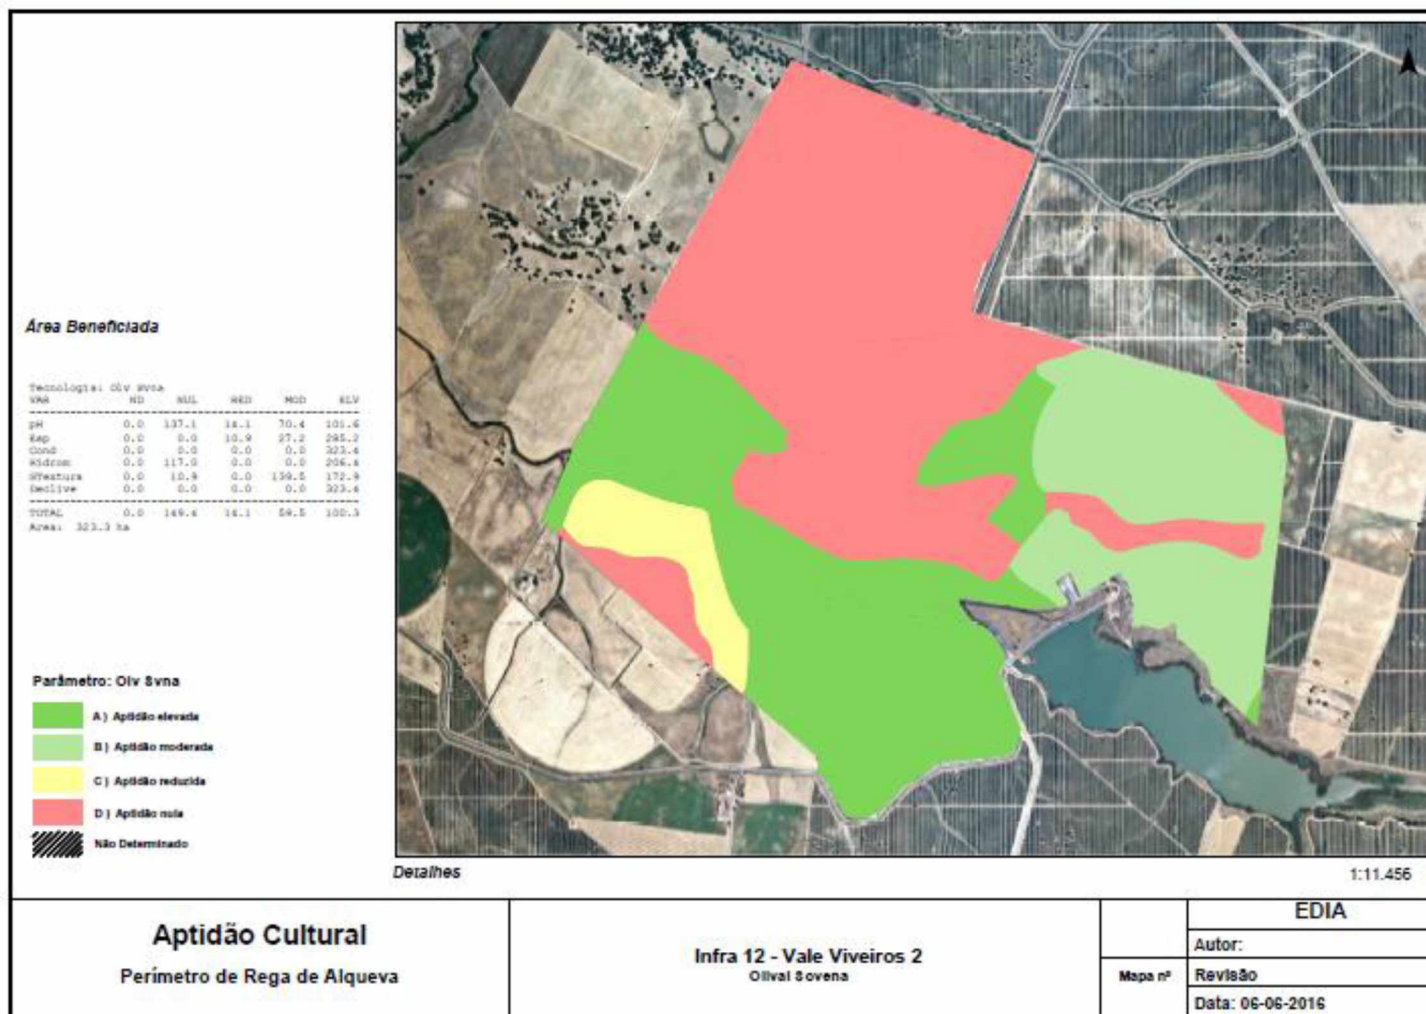 Área Beneficiada
Tecnologia: Olv Svna
VAR ND NUL RED MOD ELV
pH 0.0 137.1 14.1 70.4 101.6
Esp 0.0 0.0 10.9 27.2 285.2
Cond 0.0 0.0 0.0 0.0 323.4
Hidrom 0.0 117.0 0.0 0.0 206.4
0.0 10.9 0.0 139.5 172.9
Declive 0.0 0.0 0.0 0.0 323.4
TOTAL 0.0 149.4 14.1 59.5 100.3
Area: 323.3 ha
Parâmetro: Olv Svna
A ) Aptidão elevada
B ) Aptidão moderada
C ) Aptidão reduzida
D ) Aptidão nula
Não Determinado
Detalhes
1:11.456
Aptidão Cultural
Perímetro de Rega de Alqueva
Infra 12 - Vale Viveiros 2
Olival Sovena
Mapa nº
EDIA
Autor:
Revisão
Data: 06-06-2016